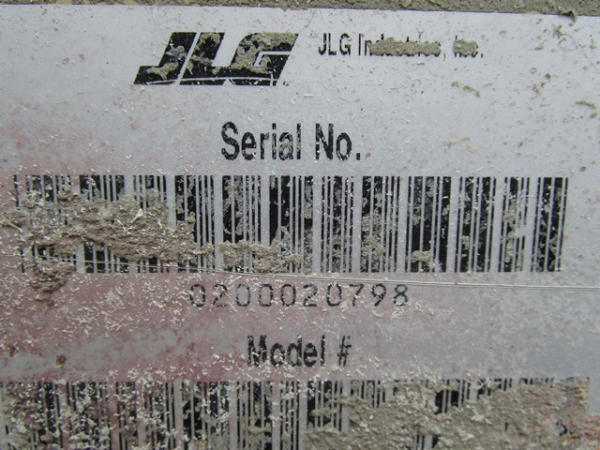 JLG
JLG Industries, Inc.
Serial No.
0200020798
Model #